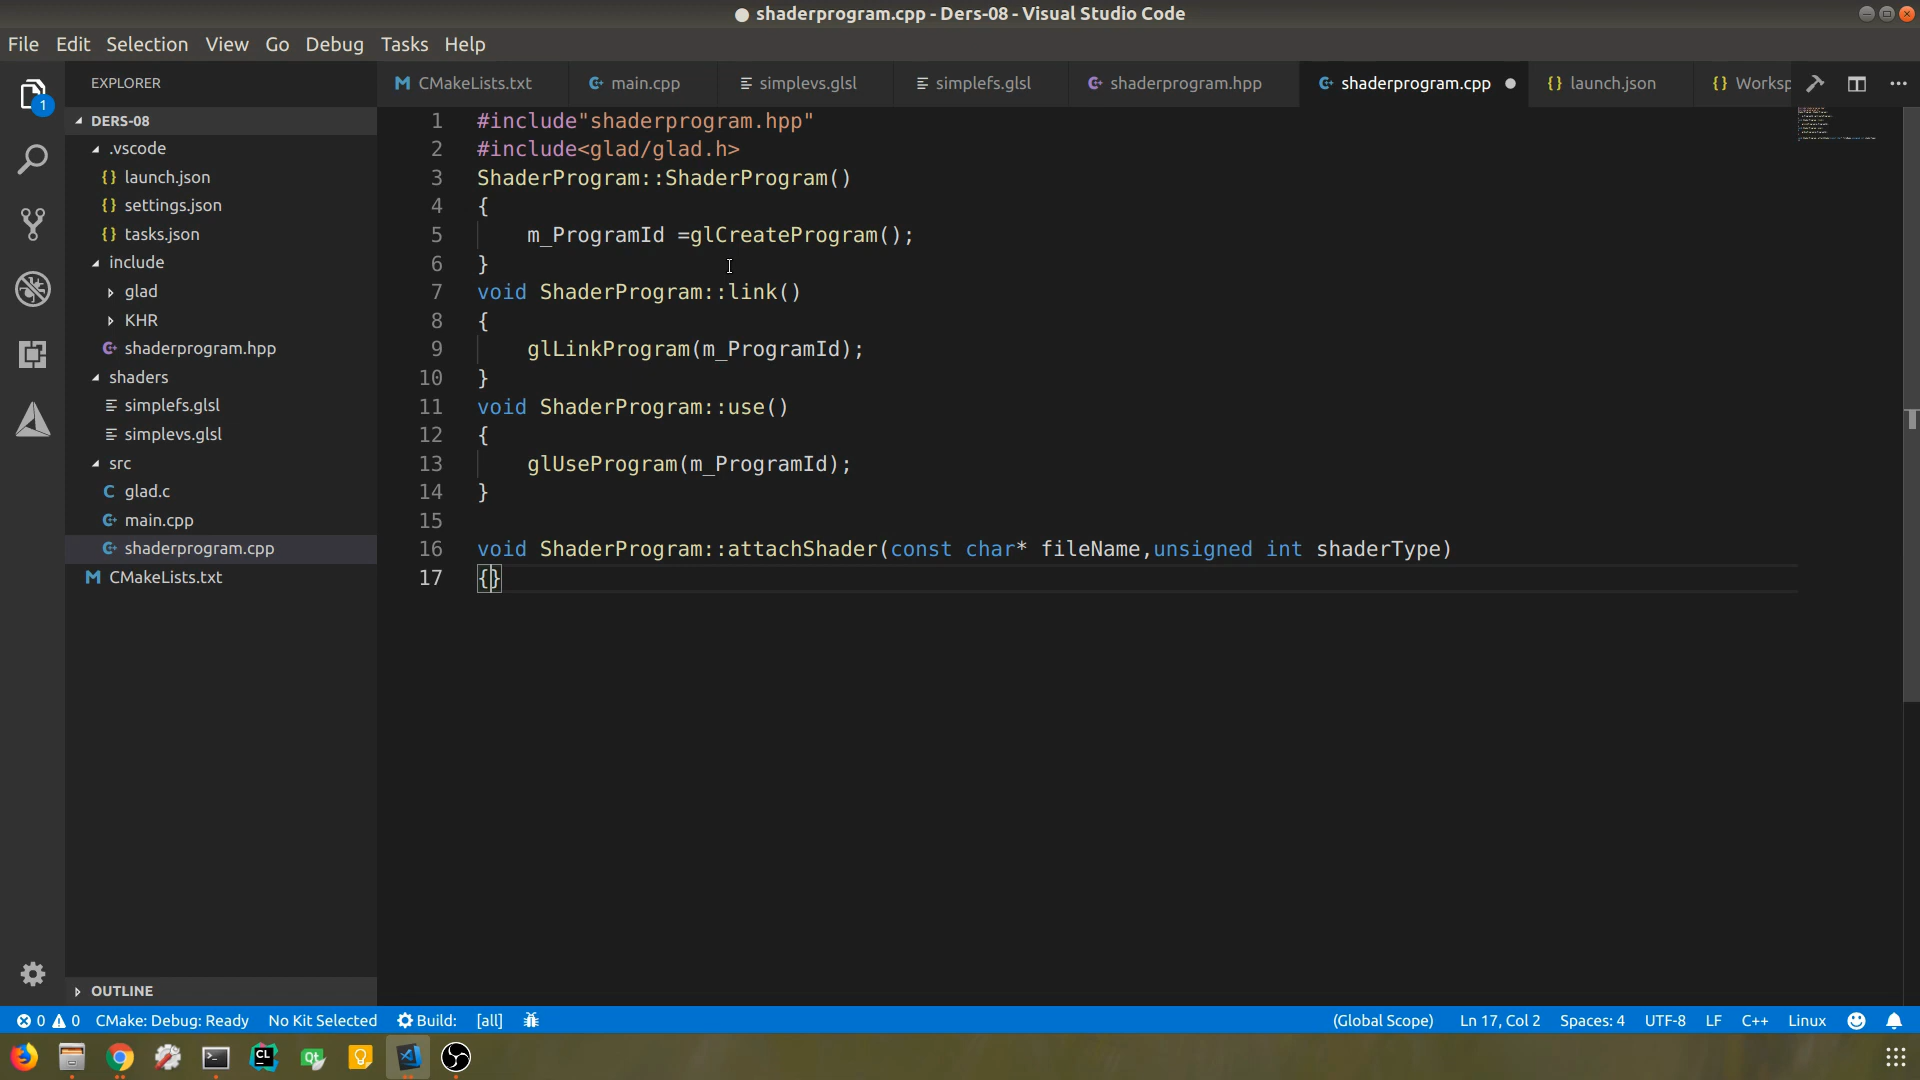 shaderprogram.cpp - Ders-08 - Visual Studio Code
File Edit Selection View Go Debug Tasks Help
EXPLORER
CMakeLists.txt
main.cpp
simplevs.glsl
simplefs.glsl
shaderprogram.hpp
shaderprogram.cpp
{} launch.json
{} Worksp
DERS-08
.vscode
{} launch.json
{} settings.json
{} tasks.json
include
glad
KHR
shaderprogram.hpp
shaders
simplefs.glsl
simplevs.glsl
src
C glad.c
main.cpp
shaderprogram.cpp
CMakeLists.txt
OUTLINE
1
1 #include"shaderprogram.hpp"
2 #include<glad/glad.h>
3 ShaderProgram::ShaderProgram()
4 {
5 m_ProgramId =glCreateProgram();
6 }
7 void ShaderProgram::link()
8 {
9 glLinkProgram(m_ProgramId);
10 }
11 void ShaderProgram::use()
12 {
13 glUseProgram(m_ProgramId);
14 }
15
16 void ShaderProgram::attachShader(const char* fileName,unsigned int shaderType)
17 {}
0 0 CMake: Debug: Ready No Kit Selected Build: [all] (Global Scope) Ln 17, Col 2 Spaces: 4 UTF-8 LF C++ Linux
CL
Qt